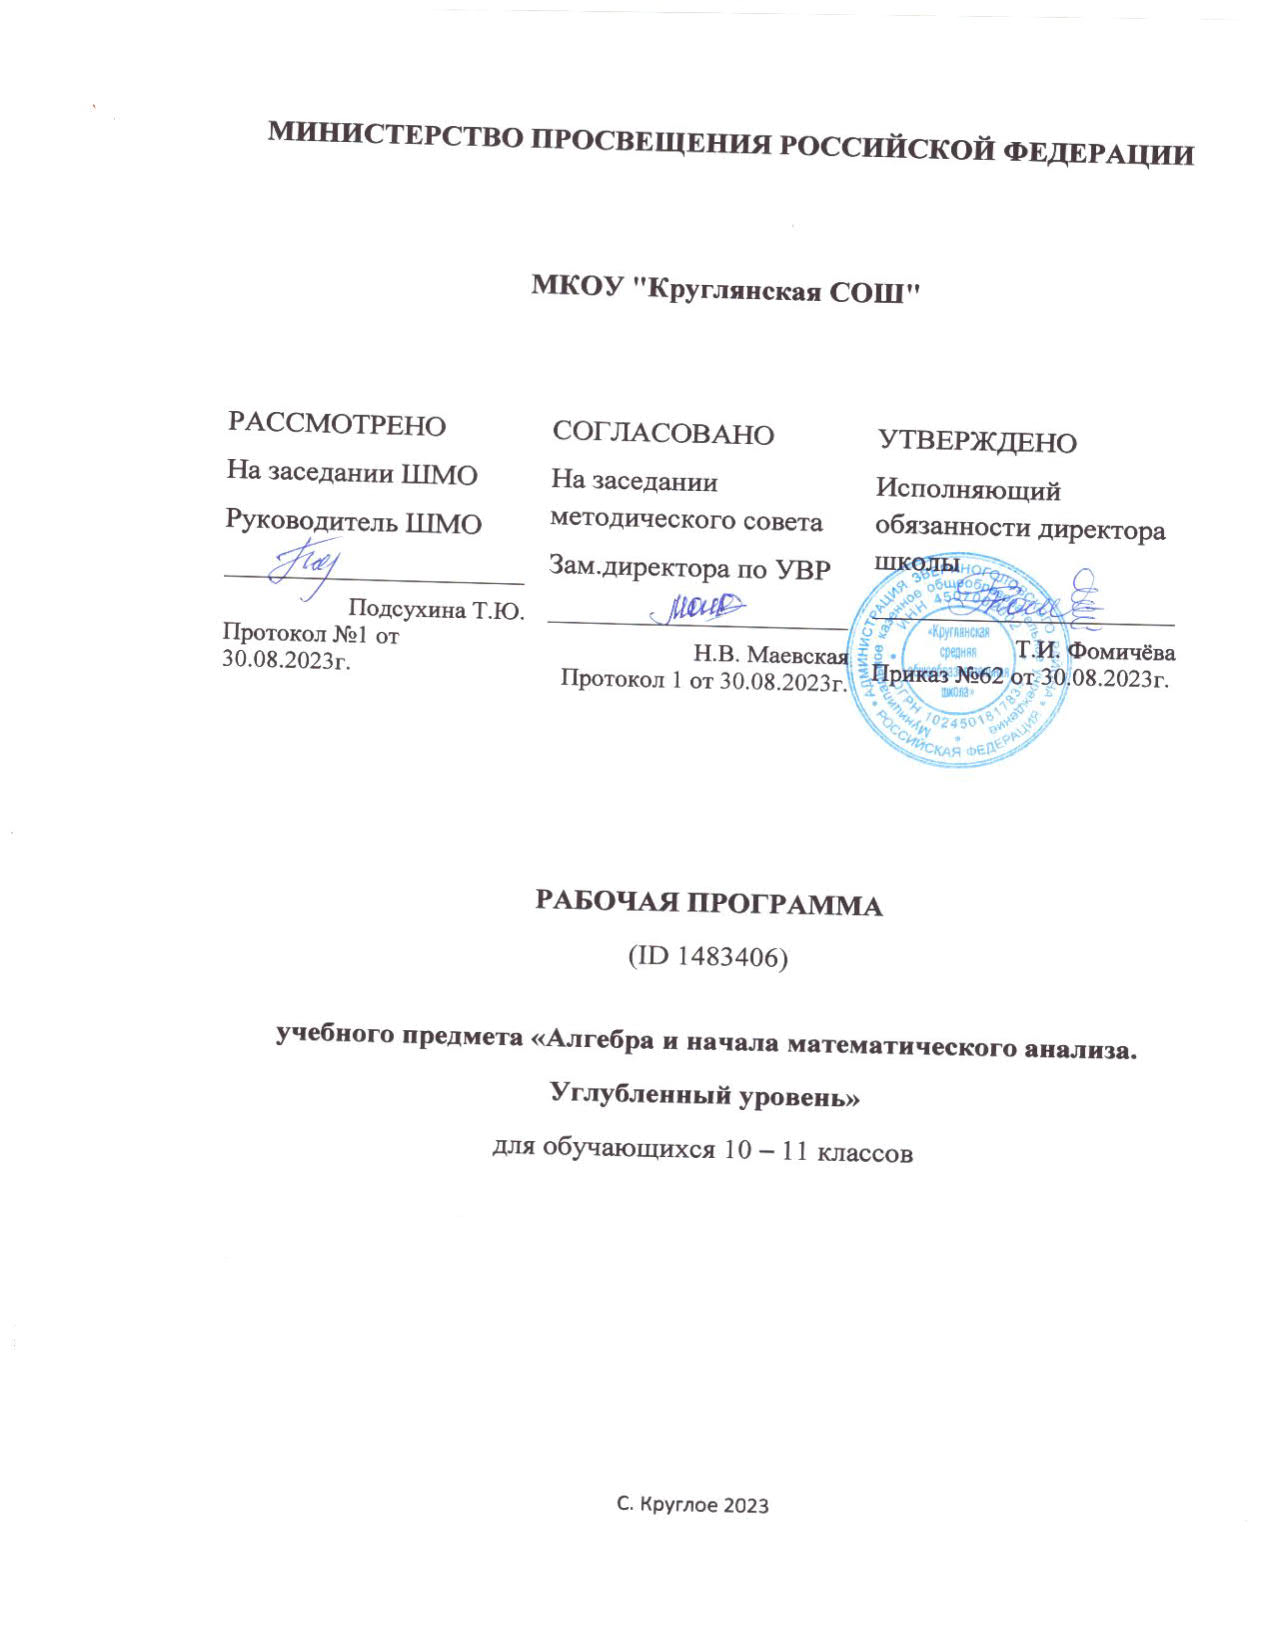 МИНИСТЕРСТВО ПРОСВЕЩЕНИЯ РОССИЙСКОЙ ФЕДЕРАЦИИ
МКОУ "Круглянская СОШ"
РАССМОТРЕНО
На заседании ШМО
Руководитель ШМО
Подсухина Т.Ю.
Протокол №1 от
30.08.2023г.
СОГЛАСОВАНО
На заседании
методического совета
Зам.директора по УВР
Н.В. Маевская
Протокол 1 от 30.08.2023г.
УТВЕРЖДЕНО
Исполняющий
обязанности директора
школы
Т.И. Фомичёва
Приказ №62 от 30.08.2023г.
«Круглянская
средняя
общеобразовательная
школа»
РОССИЙСКАЯ ФЕДЕРАЦИЯ
РАБОЧАЯ ПРОГРАММА
(ID 1483406)
учебного предмета «Алгебра и начала математического анализа.
Углубленный уровень»
для обучающихся 10 – 11 классов
С. Круглое 2023